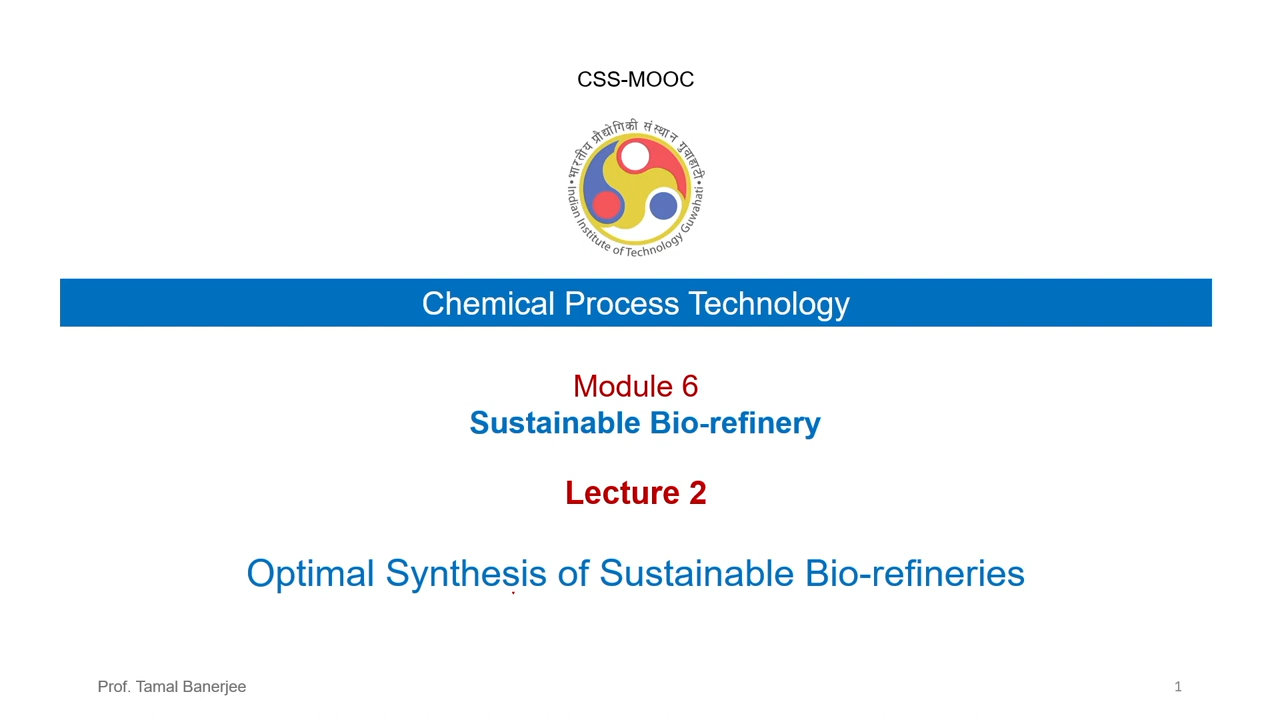 CSS-MOOC
भारतीय प्रौद्योगिकी संस्थान गुवाहाटी
Indian Institute of Technology Guwahati
Chemical Process Technology
Module 6
Sustainable Bio-refinery
Lecture 2
Optimal Synthesis of Sustainable Bio-refineries
Prof. Tamal Banerjee
1